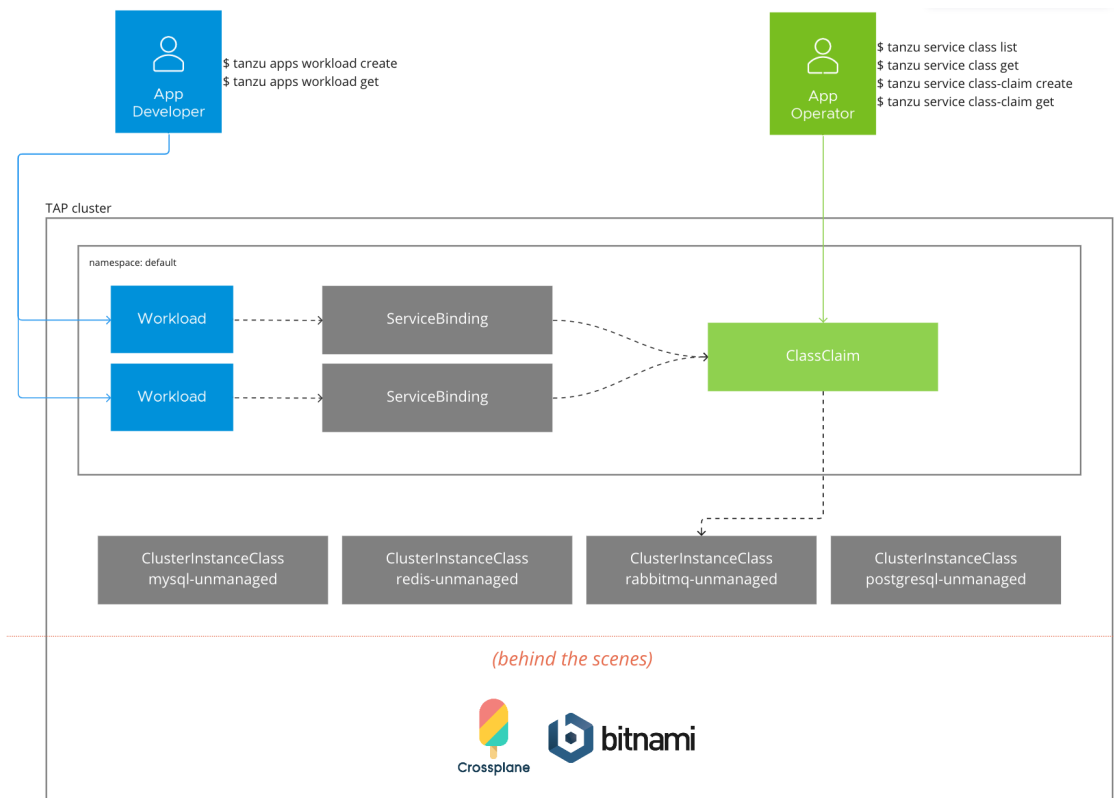 App
Developer
$ tanzu apps workload create
$ tanzu apps workload get
App
Operator
$ tanzu service class list
$ tanzu service class get
$ tanzu service class-claim create
$ tanzu service class-claim get
TAP cluster
namespace: default
Workload
ServiceBinding
ClassClaim
Workload
ServiceBinding
ClusterInstanceClass
mysql-unmanaged
ClusterInstanceClass
redis-unmanaged
ClusterInstanceClass
rabbitmq-unmanaged
ClusterInstanceClass
postgresql-unmanaged
(behind the scenes)
Crossplane
bitnami